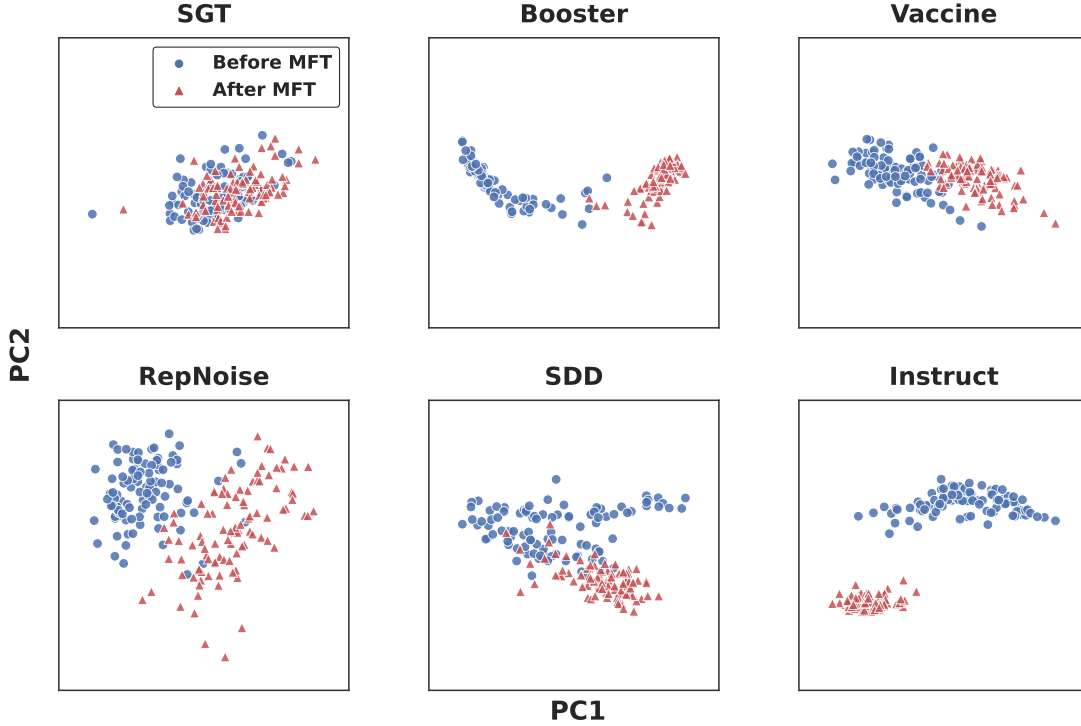 SGT
Booster
Vaccine
Before MFT
After MFT
PC2
RepNoise
SDD
Instruct
PC1